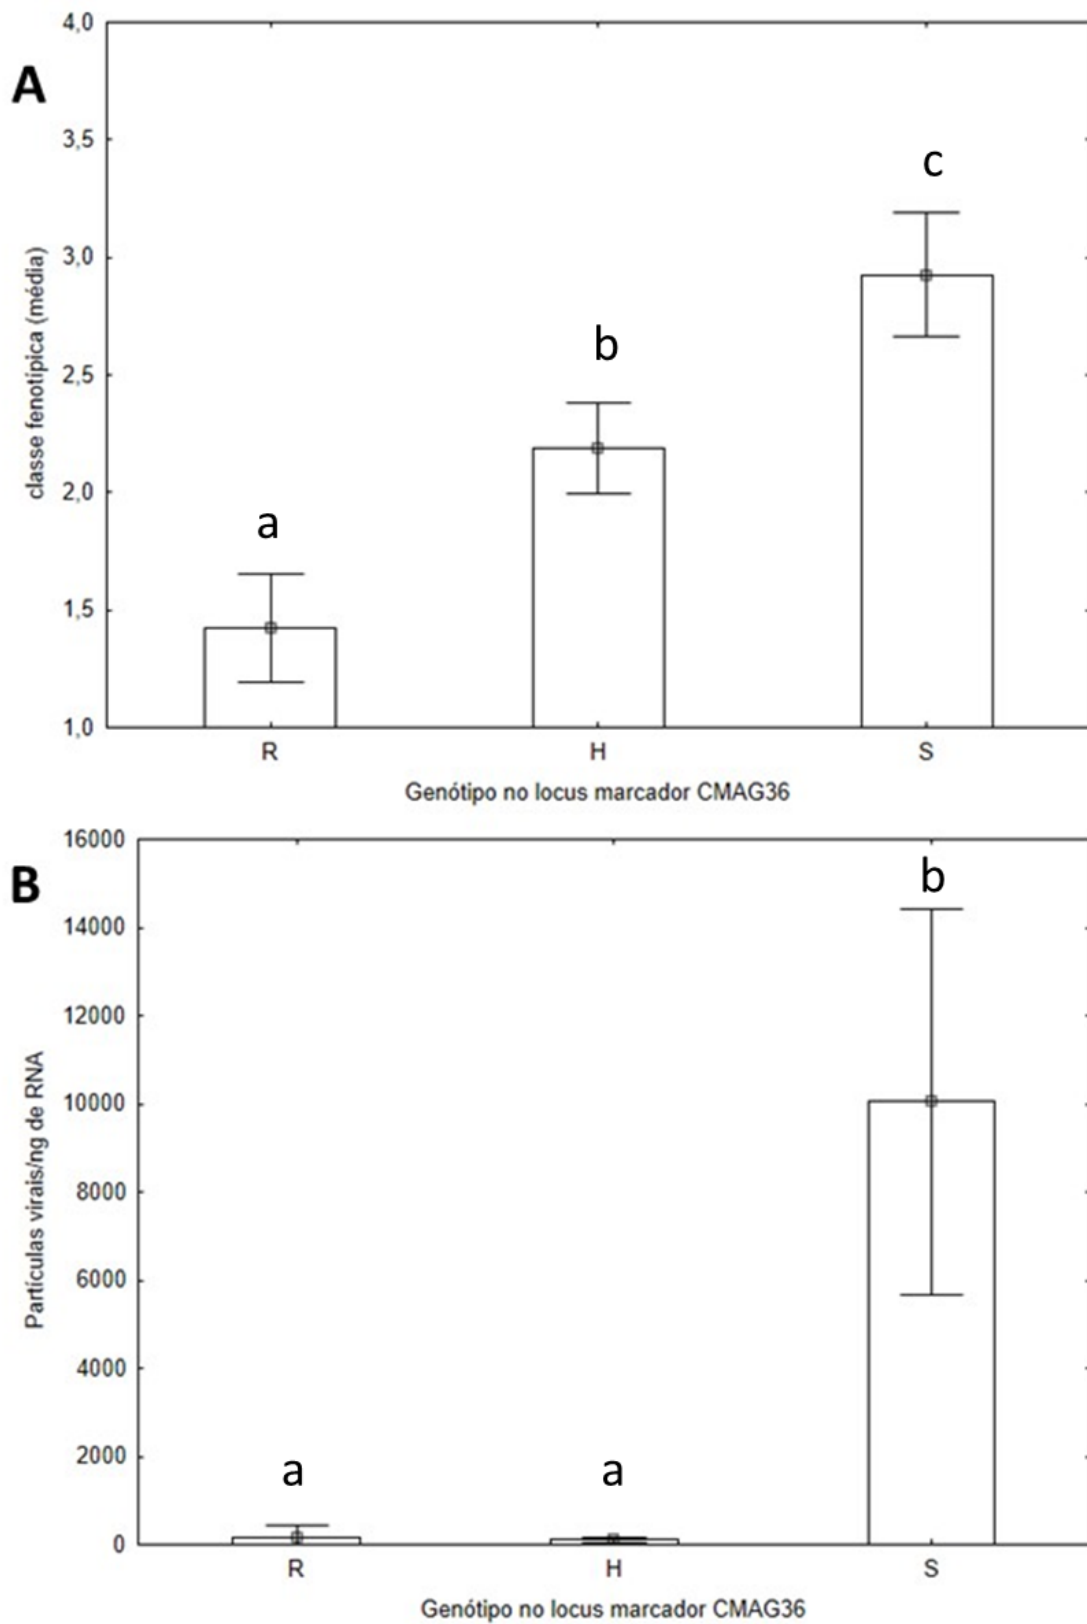 A
4,0
3,5
3,0
2,5
2,0
1,5
1,0
classe fenotípica (média)
a
b
c
R H S
Genótipo no locus marcador CMAG36
B
16000
14000
12000
10000
8000
6000
4000
2000
0
Partículas virais/ng de RNA
a
a
b
R H S
Genótipo no locus marcador CMAG36